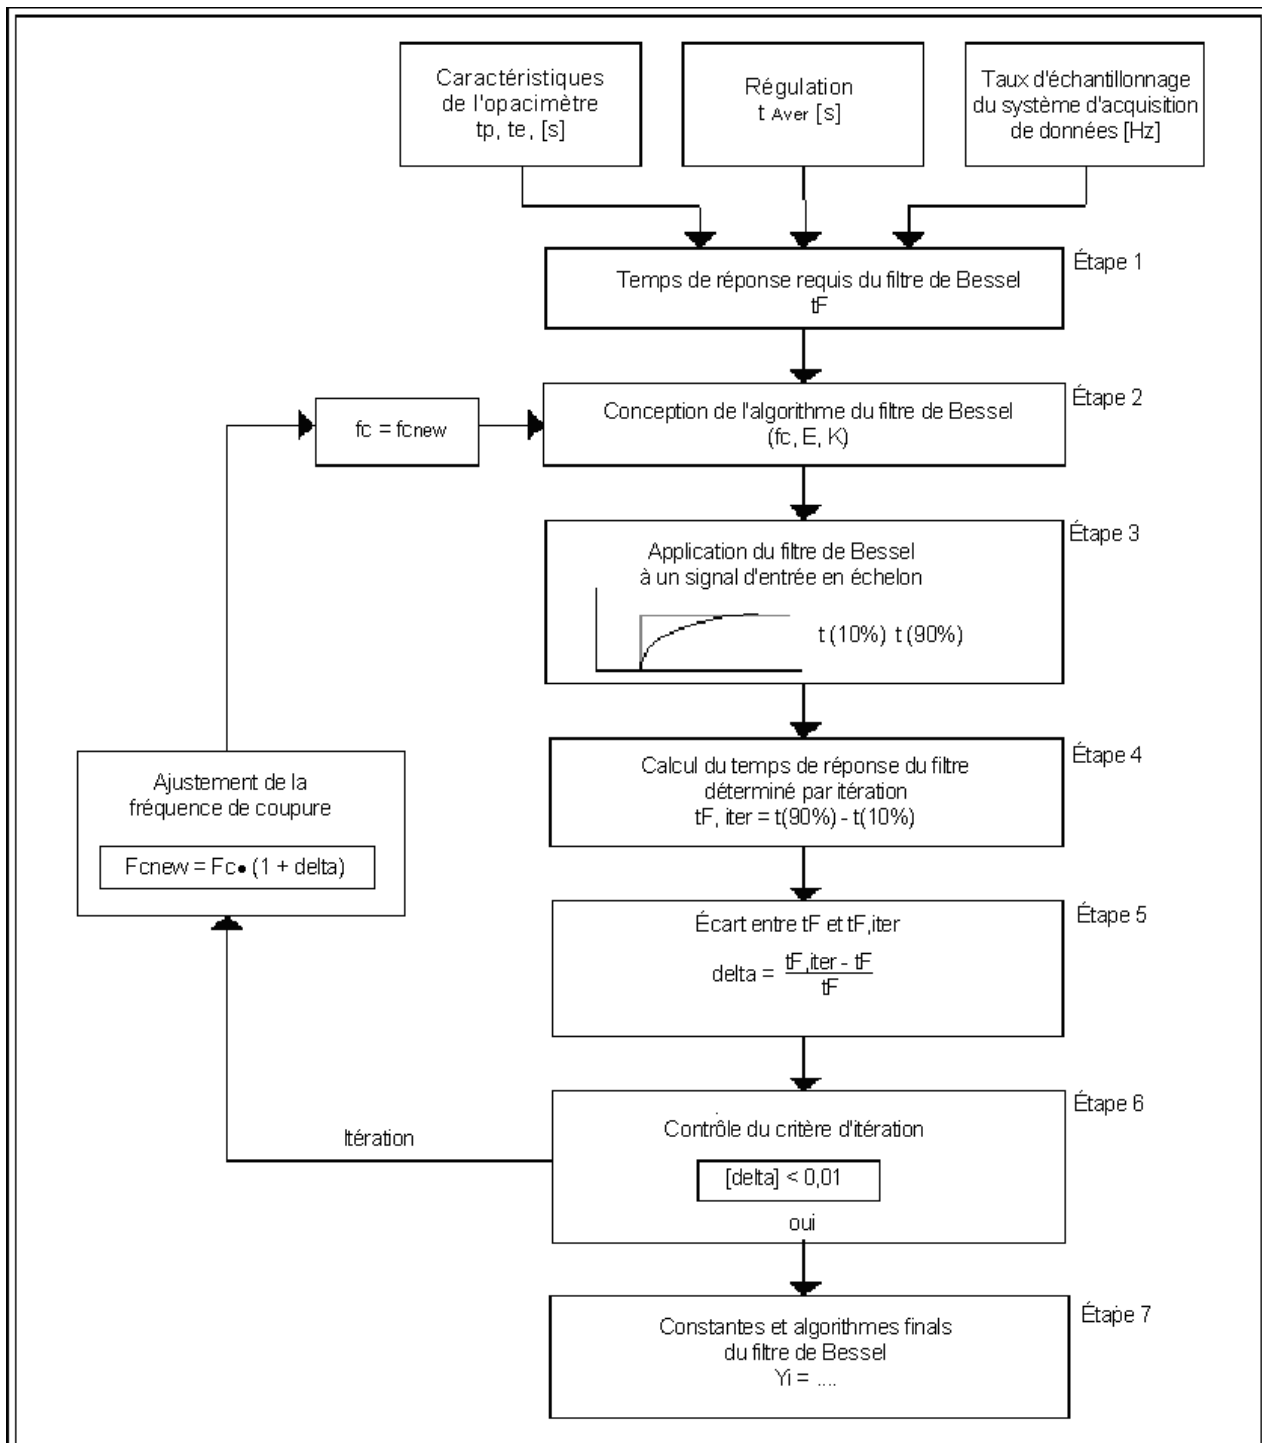 Caractéristiques
de l'opacimètre
tp, te, [s]
Régulation
t Aver [s]
Taux d'échantillonnage
du système d'acquisition
de données [Hz]
Étape 1
Temps de réponse requis du filtre de Bessel
tF
Étape 2
Conception de l'algorithme du filtre de Bessel
(fc, E, K)
fc = fcnew
Étape 3
Application du filtre de Bessel
à un signal d'entrée en échelon
t (10%) t (90%)
Étape 4
Calcul du temps de réponse du filtre
déterminé par itération
tF, iter = t(90%) - t(10%)
Ajustement de la
fréquence de coupure
Fcnew = Fc• (1 + delta)
Étape 5
Écart entre tF et tF,iter
delta = tF,iter - tF
tF
Étape 6
Contrôle du critère d'itération
[delta] < 0,01
oui
Itération
Étape 7
Constantes et algorithmes finals
du filtre de Bessel
Yi = ....